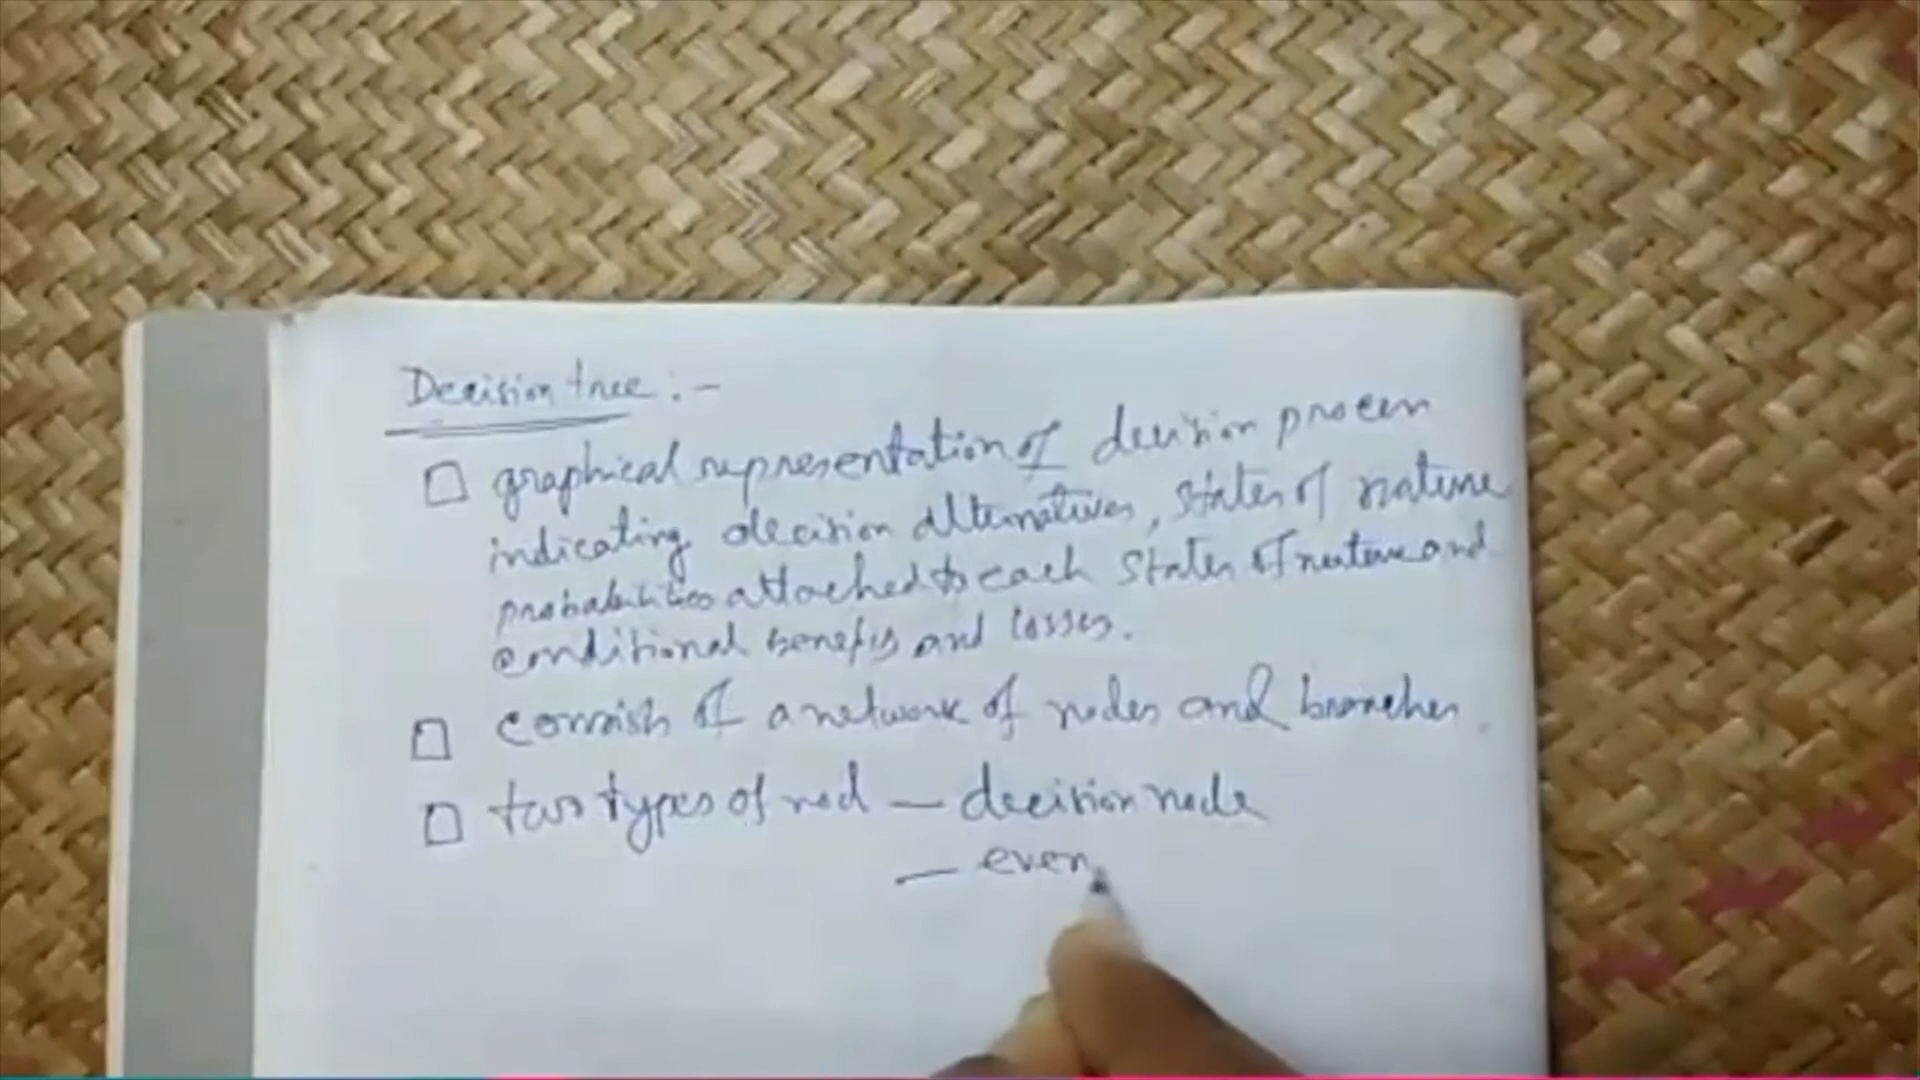 Decision tree :-
□ graphical representation of decision process
indicating decision alternatives, states of nature
probabilities attached to each states of nature and
conditional benefits and losses.
□ consists of a network of nodes and branches.
□ two types of nod — decision node
— even